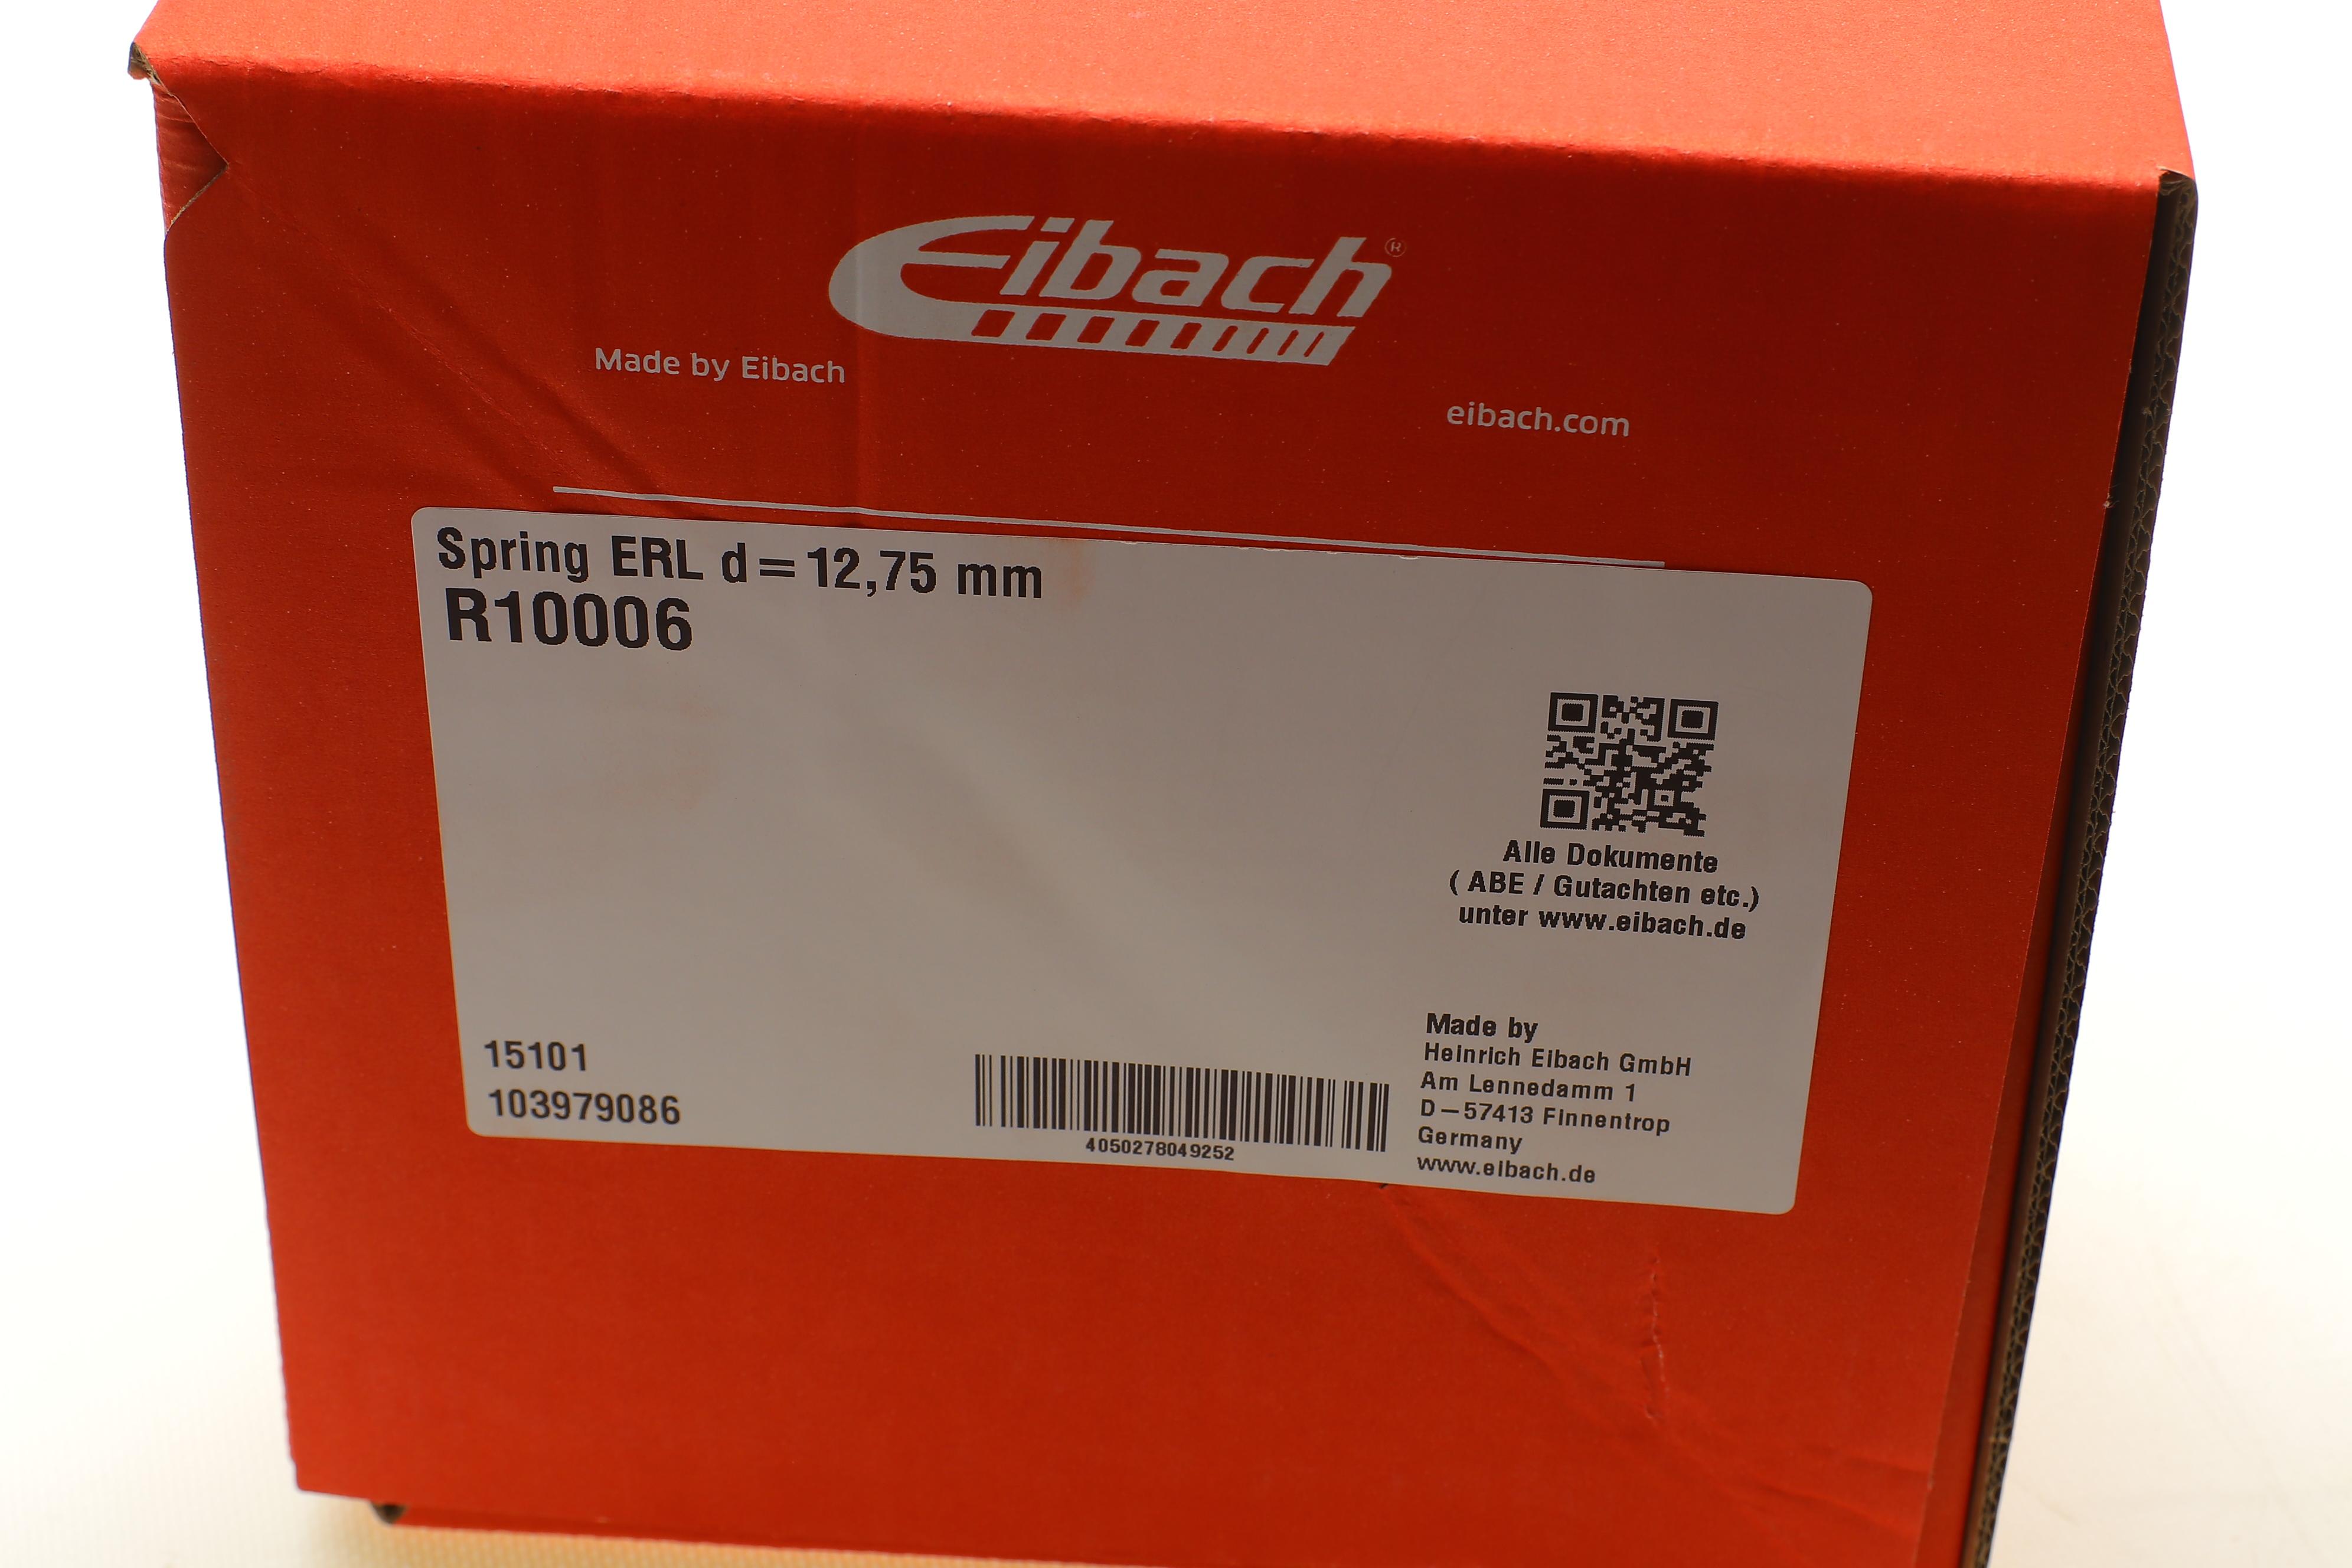 Eibach®
Made by Eibach
eibach.com
Spring ERL d=12,75 mm
R10006
Alle Dokumente
( ABE / Gutachten etc.)
unter www.eibach.de
15101
103979086
4050278049252
Made by
Heinrich Eibach GmbH
Am Lennedamm 1
D-57413 Finnentrop
Germany
www.eibach.de